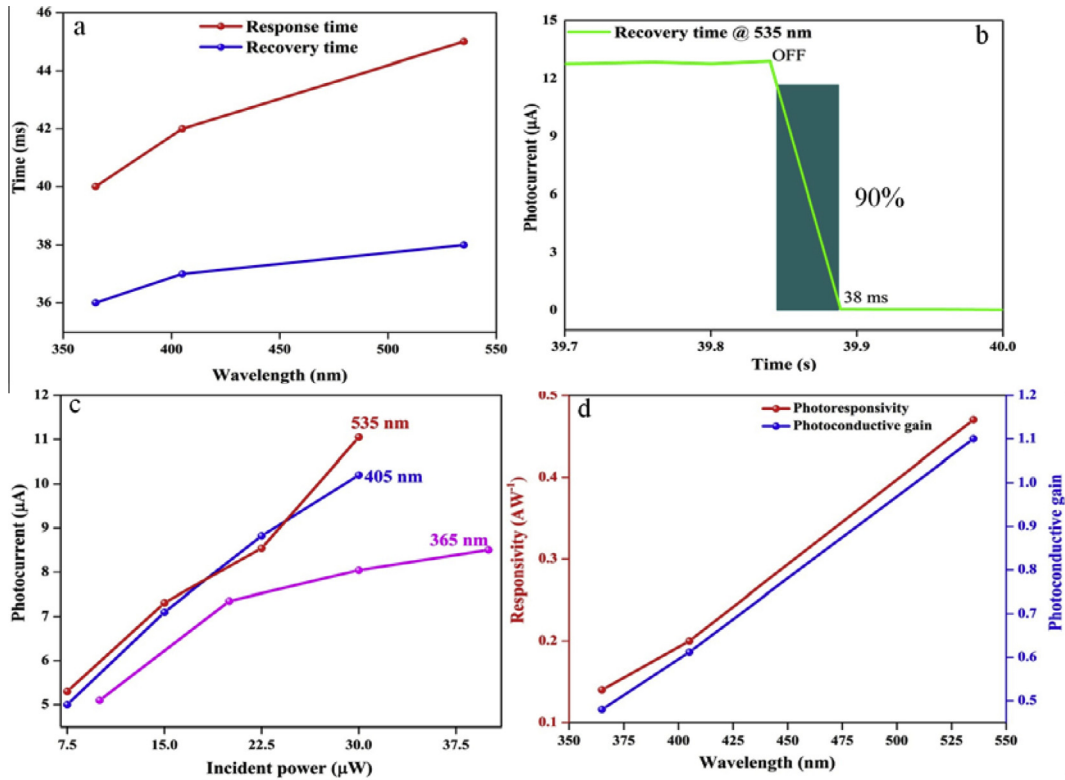 a
Response time
Recovery time
46
44
42
40
38
36
Time (ms)
350 400 450 500 550
Wavelength (nm)
b
Recovery time @ 535 nm
OFF
90%
38 ms
15
12
9
6
3
0
Photocurrent (μA)
39.7 39.8 39.9 40.0
Time (s)
c
535 nm
405 nm
365 nm
12
11
10
9
8
7
6
5
Photocurrent (μA)
7.5 15.0 22.5 30.0 37.5
Incident power (μW)
d
Photoresponsivity
Photoconductive gain
0.5
0.4
0.3
0.2
0.1
Responsivity (AW⁻¹)
1.2
1.1
1.0
0.9
0.8
0.7
0.6
0.5
Photoconductive gain
350 375 400 425 450 475 500 525 550
Wavelength (nm)